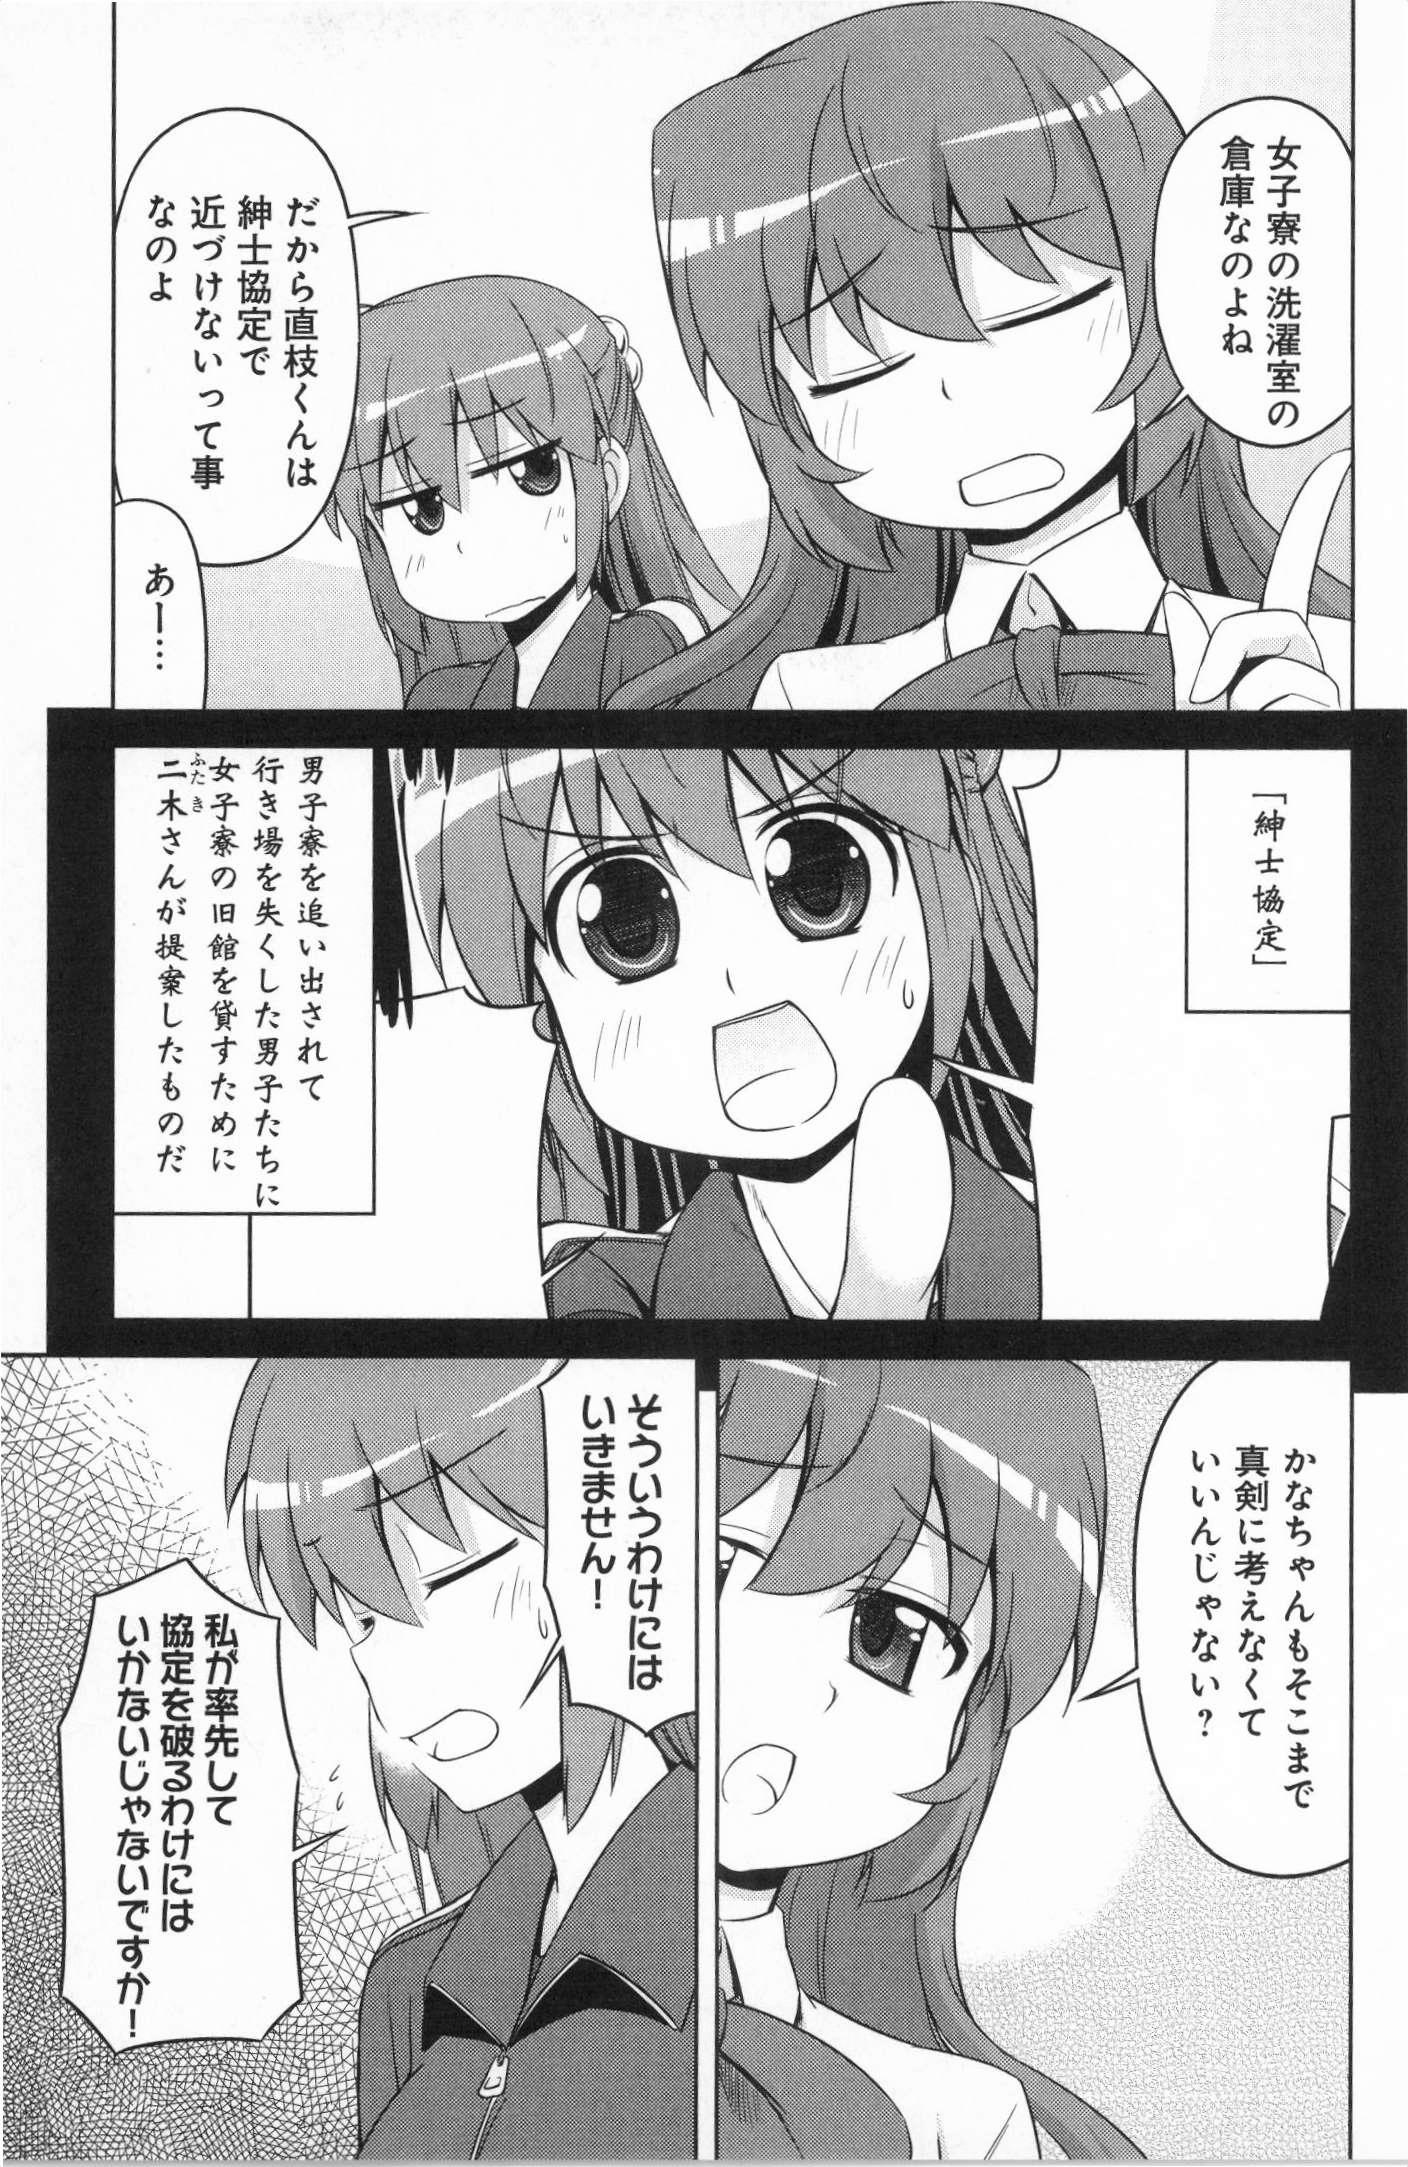 女子寮の洗濯室の
倉庫なのよね
だから直枝くんは
紳士協定で
近づけないって事
なのよ
あー…
「紳士協定」
男子寮を追い出されて
行き場を失くした男子たちに
女子寮の旧館を貸すために
二木さんが提案したものだ
ふたき
かなちゃんもそこまで
真剣に考えなくて
いいんじゃない?
そういうわけには
いきません!
私が率先して
協定を破るわけには
いかないじゃないですか!